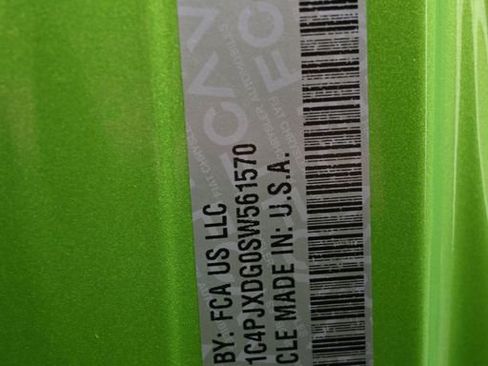 BY: FCA US LLC
1C4PJXDG0SW561570
CLE MADE IN: U.S.A.